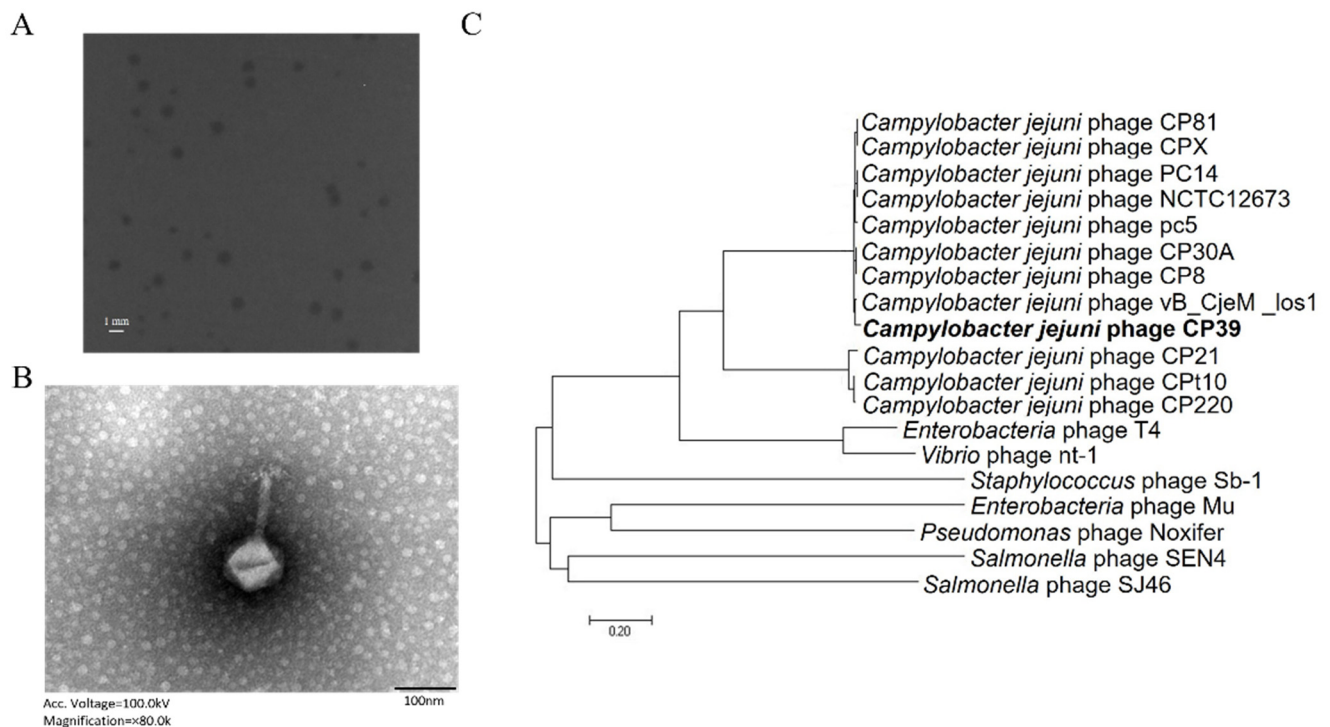 A
1 mm
B
100nm
Acc. Voltage=100.0kV
Magnification=×80.0k
C
Campylobacter jejuni phage CP81
Campylobacter jejuni phage CPX
Campylobacter jejuni phage PC14
Campylobacter jejuni phage NCTC12673
Campylobacter jejuni phage pc5
Campylobacter jejuni phage CP30A
Campylobacter jejuni phage CP8
Campylobacter jejuni phage vB_CjeM _los1
Campylobacter jejuni phage CP39
Campylobacter jejuni phage CP21
Campylobacter jejuni phage CPt10
Campylobacter jejuni phage CP220
Enterobacteria phage T4
Vibrio phage nt-1
Staphylococcus phage Sb-1
Enterobacteria phage Mu
Pseudomonas phage Noxifer
Salmonella phage SEN4
Salmonella phage SJ46
0.20